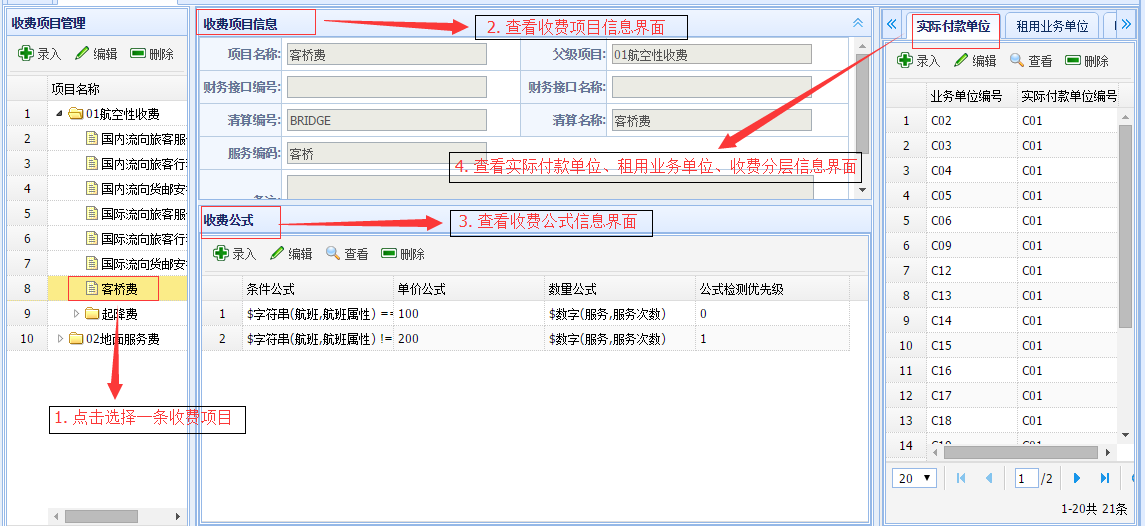 收费项目管理
录入 编辑 删除
项目名称
1 01航空性收费
2 国内流向旅客服
3 国内流向旅客行
4 国内流向货邮安
5 国际流向旅客服
6 国际流向旅客行
7 国际流向货邮安
8 客桥费
9 起降费
10 02地面服务费
1. 点击选择一条收费项目
收费项目信息
2. 查看收费项目信息界面
项目名称: 客桥费 父级项目: 01航空性收费
财务接口编号: 财务接口名称:
清算编号: BRIDGE 清算名称: 客桥费
服务编码: 客桥
4. 查看实际付款单位、租用业务单位、收费分层信息界面
收费公式
3. 查看收费公式信息界面
录入 编辑 查看 删除
条件公式 单价公式 数量公式 公式检测优先级
1 $字符串(航班,航班属性) == 100 $数字(服务,服务次数) 0
2 $字符串(航班,航班属性) != 200 $数字(服务,服务次数) 1
实际付款单位 租用业务单位
录入 编辑 查看 删除
业务单位编号 实际付款单位编号
1 C02 C01
2 C03 C01
3 C04 C01
4 C05 C01
5 C06 C01
6 C09 C01
7 C12 C01
8 C13 C01
9 C14 C01
10 C15 C01
11 C16 C01
12 C17 C01
13 C18 C01
14 C19 C01
20 1 /2
1-20共 21条